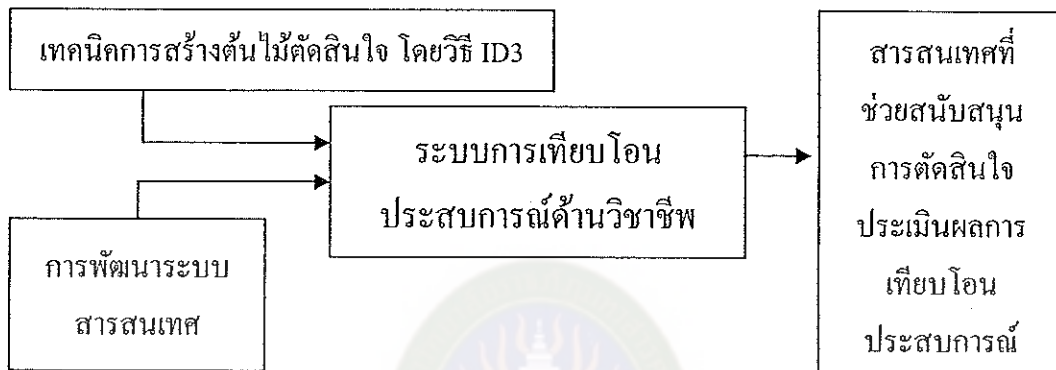 เทคนิคการสร้างต้นไม้ตัดสินใจ โดยวิธี ID3
ระบบการเทียบโอน
ประสบการณ์ด้านวิชาชีพ
การพัฒนาระบบ
สารสนเทศ
สารสนเทศที่
ช่วยสนับสนุน
การตัดสินใจ
ประเมินผลการ
เทียบโอน
ประสบการณ์